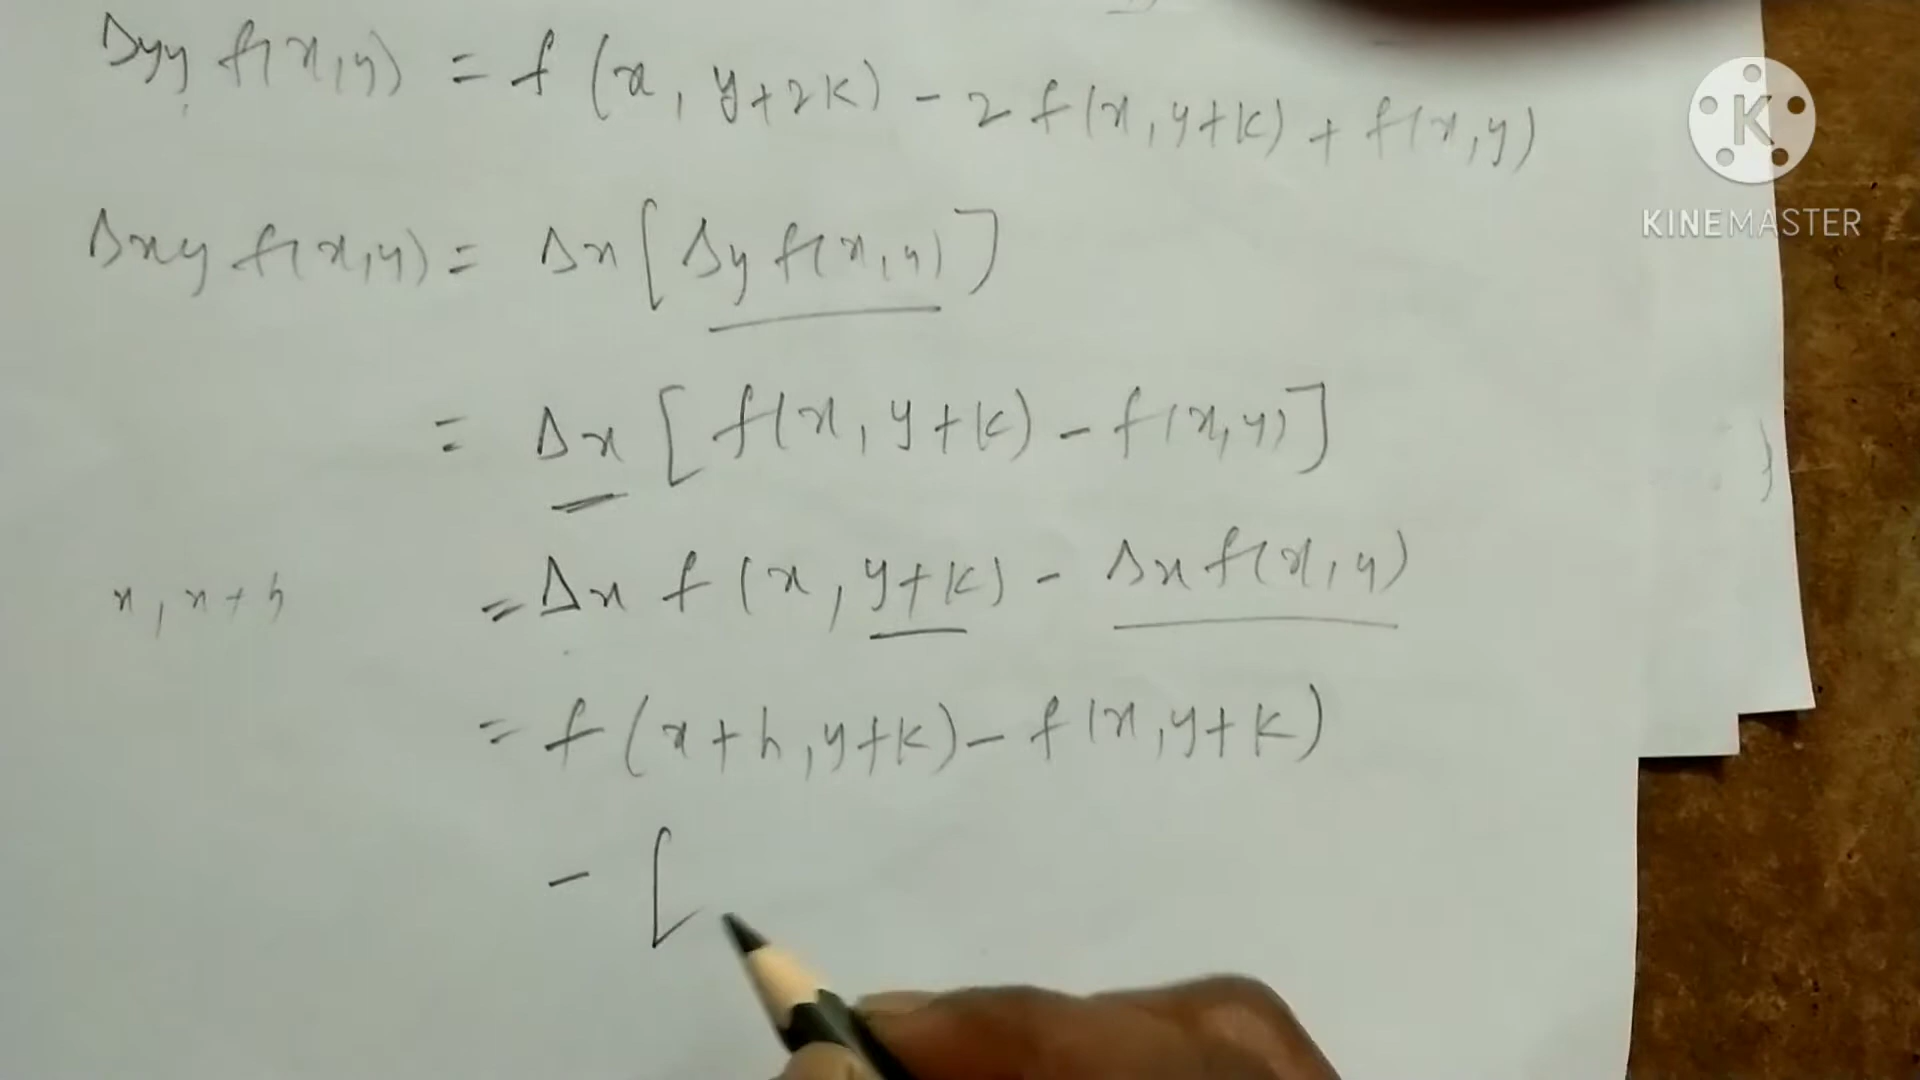 Δyy f(x,y) = f(x, y+2k) - 2f(x,y+k) + f(x,y)
K
KINEMASTER
Δxy f(x,y) = Δx[Δy f(x,y)]
= Δx [f(x, y+k) - f(x,y)]
x, x+h
= Δx f(x, y+k) - Δx f(x,y)
= f(x+h, y+k) - f(x, y+k)
- [